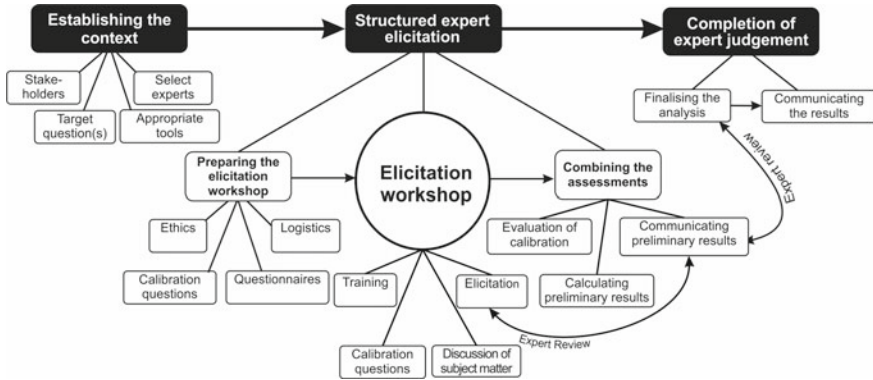 Establishing the
context
Structured expert
elicitation
Completion of
expert judgement
Stake-
holders
Select
experts
Target
question(s)
Appropriate
tools
Finalising the
analysis
Communicating
the results
Expert review
Preparing the
elicitation
workshop
Elicitation
workshop
Combining the
assessments
Ethics
Logistics
Calibration
questions
Questionnaires
Evaluation of
calibration
Communicating
preliminary results
Training
Elicitation
Calculating
preliminary results
Expert Review
Calibration
questions
Discussion of
subject matter